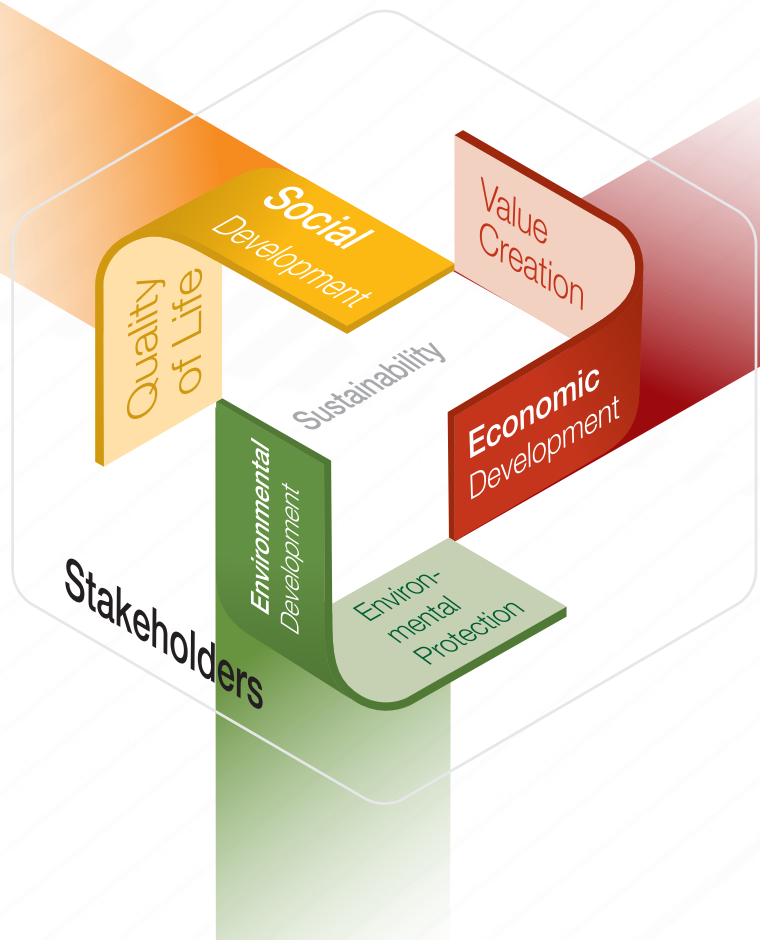 Social
Development
Value
Creation
Quality
of Life
Sustainability
Economic
Development
Environmental
Development
Environ-
mental
Protection
Stakeholders